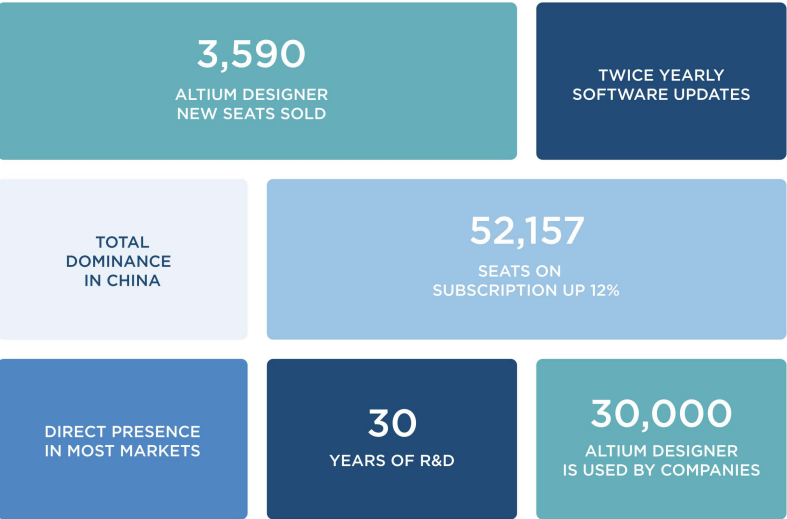 3,590
ALTIUM DESIGNER
NEW SEATS SOLD
TWICE YEARLY
SOFTWARE UPDATES
TOTAL
DOMINANCE
IN CHINA
52,157
SEATS ON
SUBSCRIPTION UP 12%
DIRECT PRESENCE
IN MOST MARKETS
30
YEARS OF R&D
30,000
ALTIUM DESIGNER
IS USED BY COMPANIES